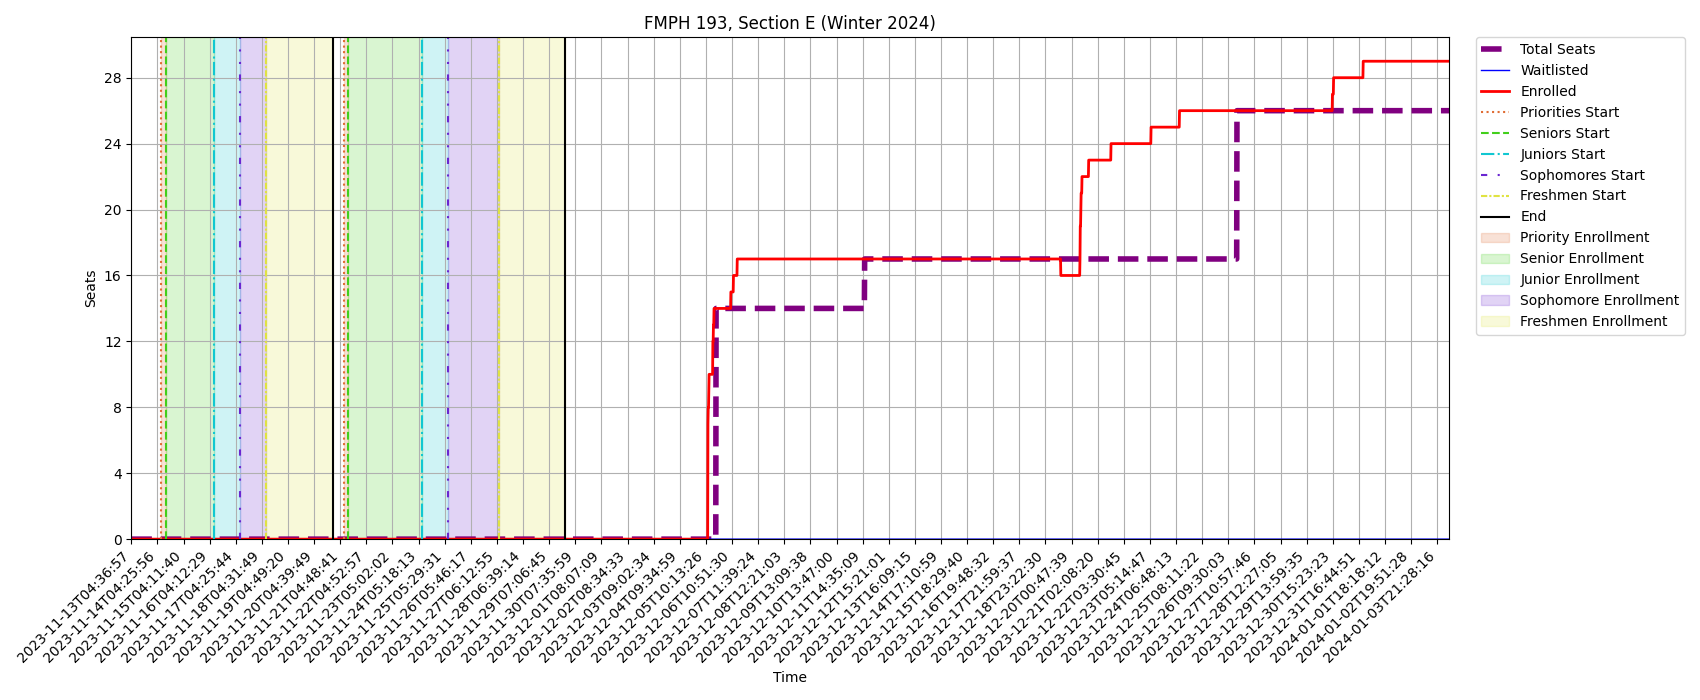 FMPH 193, Section E (Winter 2024)
Seats
28
24
20
16
12
8
4
0
2023-11-13T04:36:57
2023-11-14T04:25:56
2023-11-15T04:11:40
2023-11-16T04:12:29
2023-11-17T04:25:44
2023-11-18T04:31:49
2023-11-19T04:49:20
2023-11-20T04:39:49
2023-11-21T04:48:41
2023-11-22T04:52:57
2023-11-23T05:02:02
2023-11-24T05:18:13
2023-11-25T05:29:31
2023-11-26T05:46:17
2023-11-27T06:12:55
2023-11-28T06:39:14
2023-11-29T07:06:45
2023-11-30T07:35:59
2023-12-01T08:07:09
2023-12-02T08:34:33
2023-12-03T09:02:34
2023-12-04T09:34:59
2023-12-05T10:13:26
2023-12-06T10:51:30
2023-12-07T11:39:24
2023-12-08T12:21:03
2023-12-09T13:09:38
2023-12-10T13:47:00
2023-12-11T14:35:09
2023-12-12T15:21:01
2023-12-13T16:09:15
2023-12-14T17:10:59
2023-12-15T18:29:40
2023-12-16T19:48:32
2023-12-17T21:59:37
2023-12-18T23:22:30
2023-12-20T00:47:39
2023-12-21T02:08:20
2023-12-22T03:30:45
2023-12-23T05:14:47
2023-12-24T06:48:13
2023-12-25T08:11:22
2023-12-26T09:30:03
2023-12-27T10:57:46
2023-12-28T12:27:05
2023-12-29T13:59:35
2023-12-30T15:23:23
2023-12-31T16:44:51
2024-01-01T18:18:12
2024-01-02T19:51:28
2024-01-03T21:28:16
Time
Total Seats
Waitlisted
Enrolled
Priorities Start
Seniors Start
Juniors Start
Sophomores Start
Freshmen Start
End
Priority Enrollment
Senior Enrollment
Junior Enrollment
Sophomore Enrollment
Freshmen Enrollment